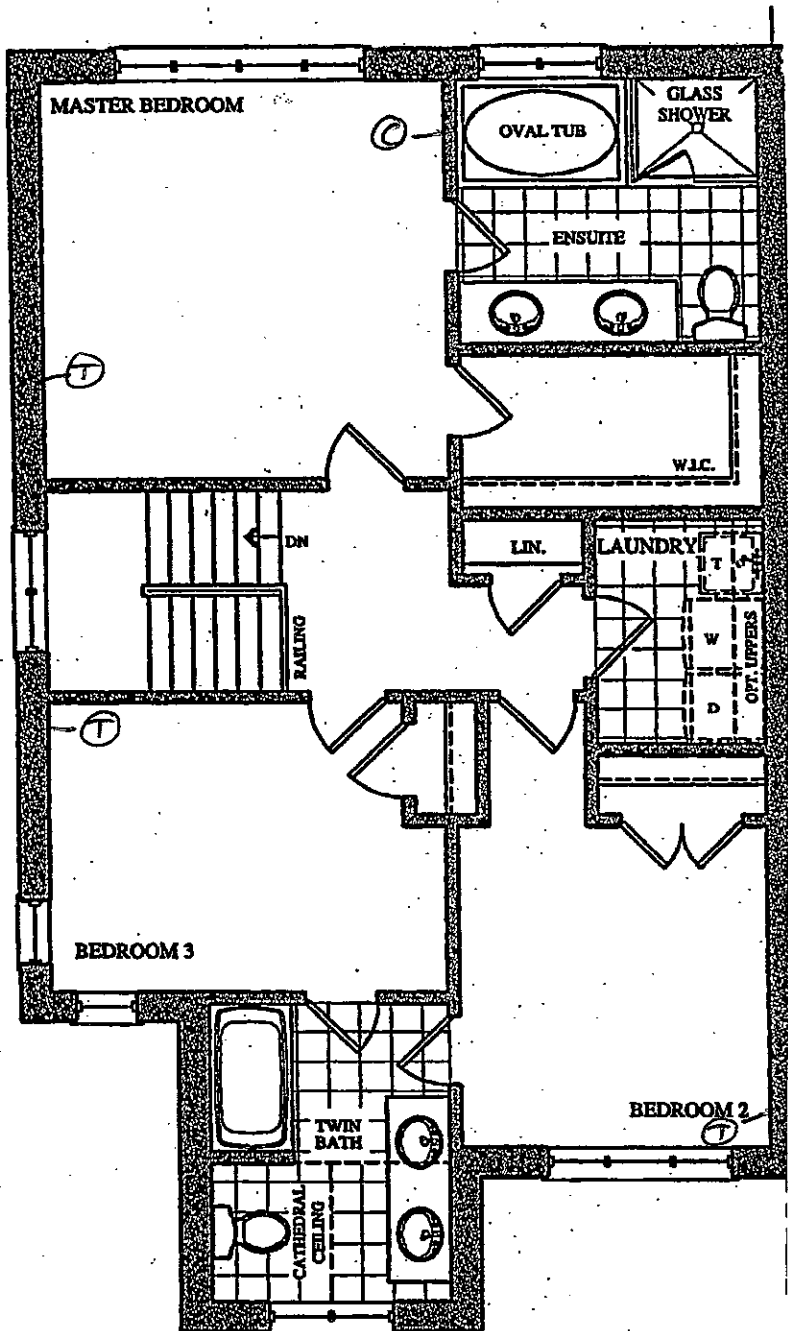 MASTER BEDROOM
C
OVAL TUB
GLASS
SHOWER
ENSUITE
T
W.I.C.
DN
LIN.
LAUNDRY
T
RAILING
W
OPT. UPPERS
D
T
BEDROOM 3
BEDROOM 2
T
TWIN
BATH
CATHEDRAL
CEILING